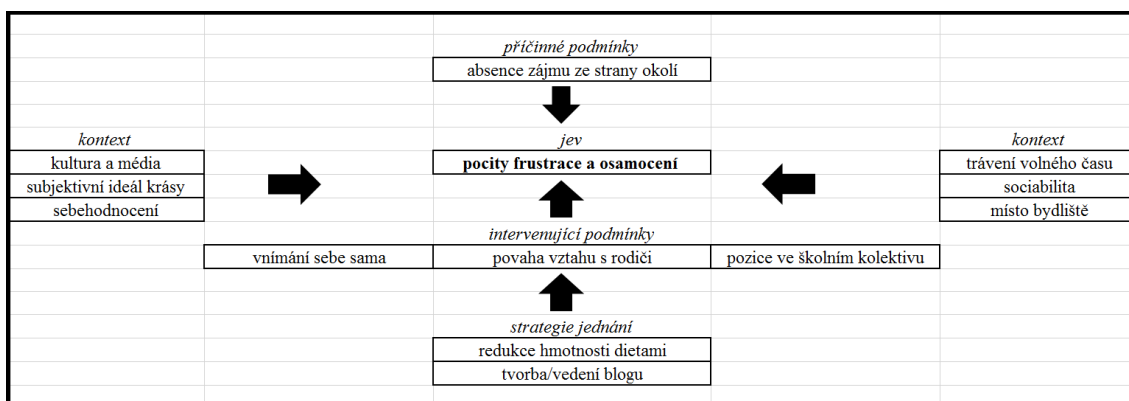 příčinné podmínky
absence zájmu ze strany okolí
kontext
jev
kontext
kultura a média
pocity frustrace a osamocení
trávení volného času
subjektivní ideál krásy
sociabilita
sebehodnocení
místo bydliště
intervenující podmínky
vnímání sebe sama
povaha vztahu s rodiči
pozice ve školním kolektivu
strategie jednání
redukce hmotnosti dietami
tvorba/vedení blogu